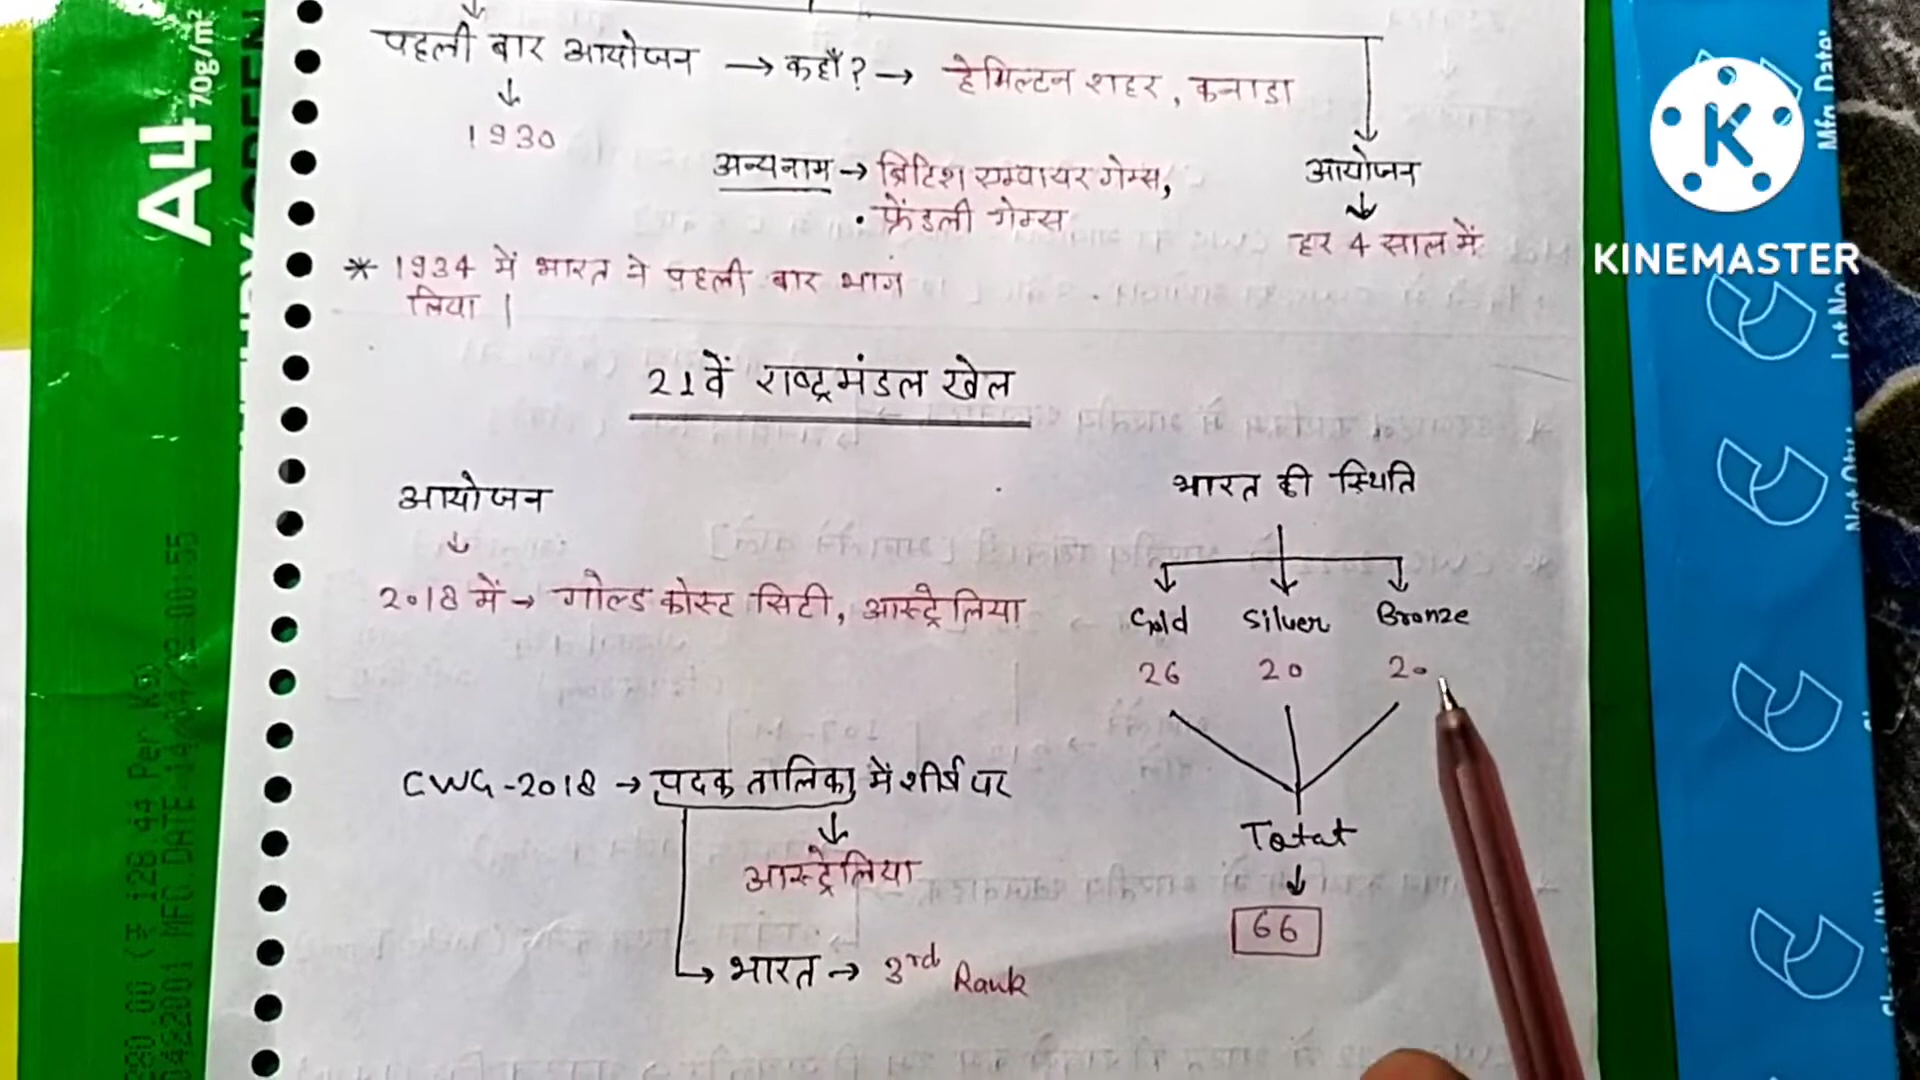 पहली बार आयोजन → कहाँ? → हेमिल्टन शहर, कनाडा
1930
अन्यनाम → ब्रिटिश एम्पायर गेम्स,
• फ्रेंडली गेम्स
आयोजन
हर 4 साल में
* 1934 में भारत ने पहली बार भाग
लिया |
21वें राष्ट्रमंडल खेल
आयोजन
2018 में → गोल्ड कोस्ट सिटी, आस्ट्रेलिया
भारत की स्थिति
Gold Silver Bronze
26 20 20
Total
66
CWG-2018 → पदक तालिका में शीर्ष पर
आस्ट्रेलिया
भारत → 3rd Rank
A4 70g/m²
KINEMASTER
Mfg. Date: